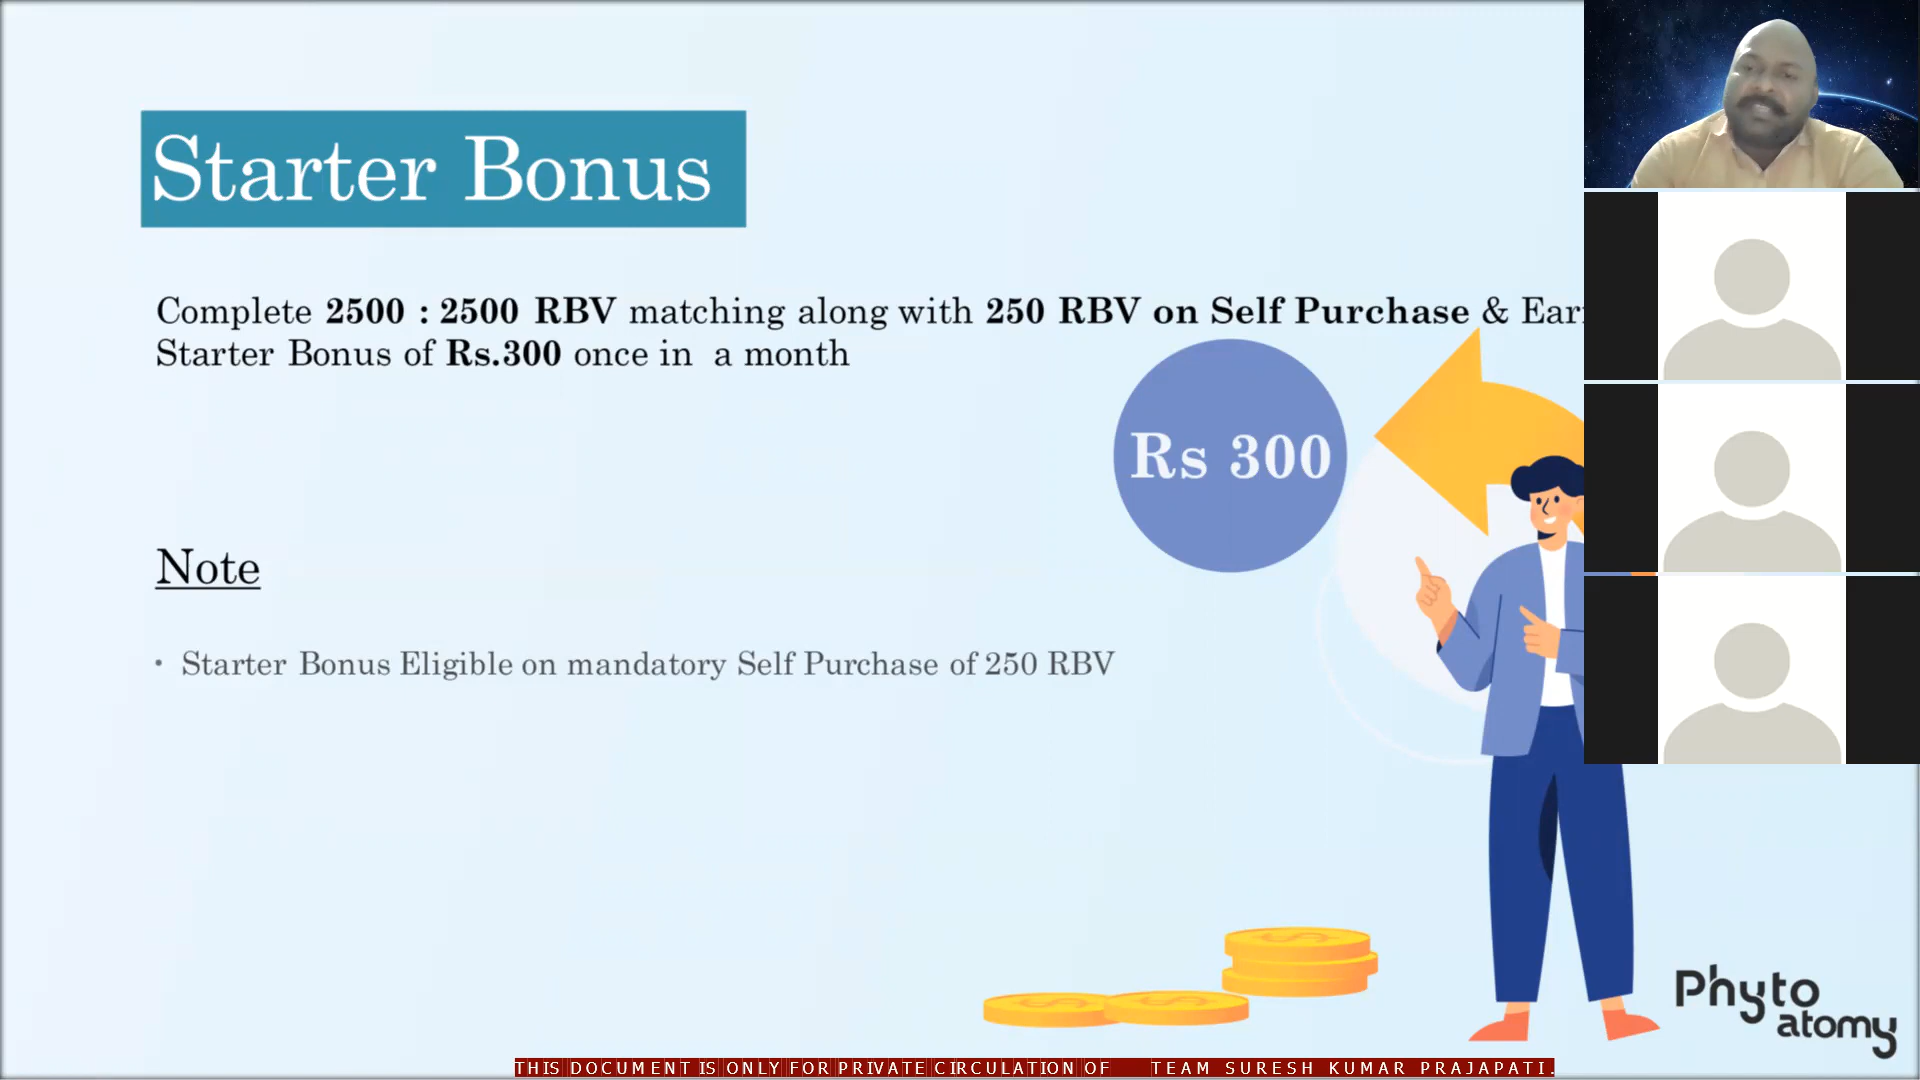 Starter Bonus
Complete 2500 : 2500 RBV matching along with 250 RBV on Self Purchase &
Starter Bonus of Rs.300 once in a month
Rs 300
Note
• Starter Bonus Eligible on mandatory Self Purchase of 250 RBV
Phyto
atomy
THIS DOCUMENT IS ONLY FOR PRIVATE CIRCULATION OF TEAM SURESH KUMAR PRAJAPATI.